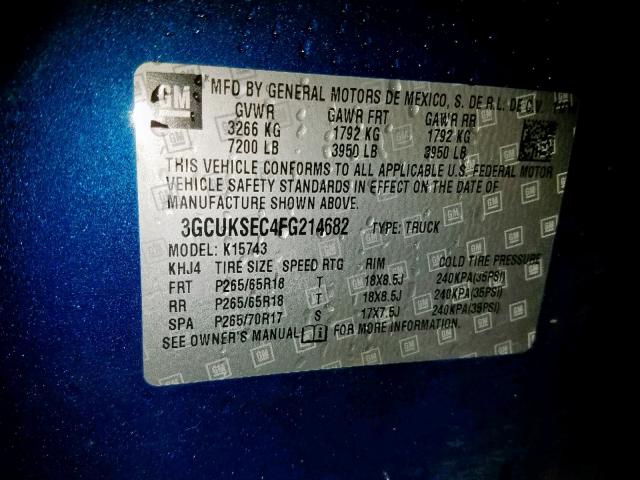 GM *MFD BY GENERAL MOTORS DE MEXICO, S. DE R.L. DE C.V.
GVWR GAWR FRT GAWR RR
3266 KG 1792 KG 1792 KG
7200 LB 3950 LB 3950 LB
THIS VEHICLE CONFORMS TO ALL APPLICABLE U.S. FEDERAL MOTOR
VEHICLE SAFETY STANDARDS IN EFFECT ON THE DATE OF
MANUFACTURE SHOWN ABOVE.
3GCUKSEC4FG214682 TYPE: TRUCK
MODEL: K15743
KHJ4 TIRE SIZE SPEED RTG RIM COLD TIRE PRESSURE
FRT P265/65R18 T 18X8.5J 240KPA(35PSI)
RR P265/65R18 T 18X8.5J 240KPA(35PSI)
SPA P265/70R17 S 17X7.5J 240KPA(35PSI)
SEE OWNER'S MANUAL FOR MORE INFORMATION.